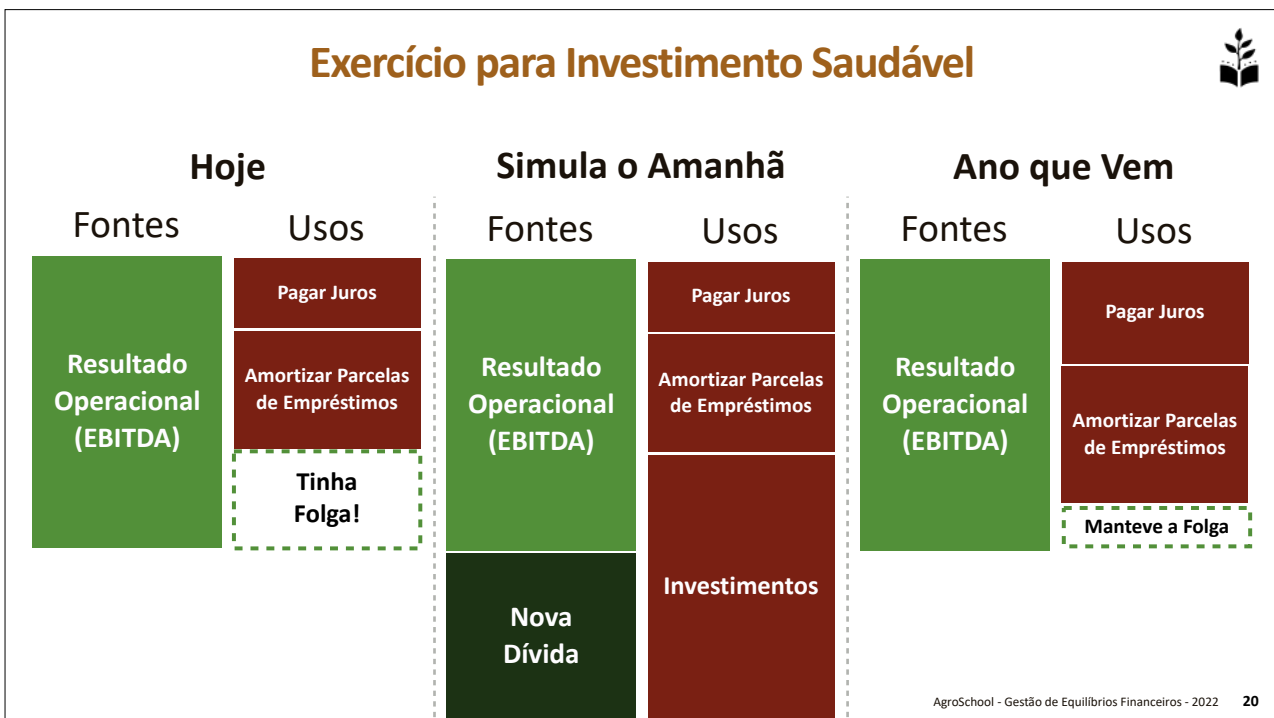 Exercício para Investimento Saudável
Hoje
Fontes
Usos
Resultado
Operacional
(EBITDA)
Pagar Juros
Amortizar Parcelas
de Empréstimos
Tinha
Folga!
Simula o Amanhã
Fontes
Usos
Resultado
Operacional
(EBITDA)
Nova
Dívida
Pagar Juros
Amortizar Parcelas
de Empréstimos
Investimentos
Ano que Vem
Fontes
Usos
Resultado
Operacional
(EBITDA)
Pagar Juros
Amortizar Parcelas
de Empréstimos
Manteve a Folga
AgroSchool - Gestão de Equilíbrios Financeiros - 2022 20